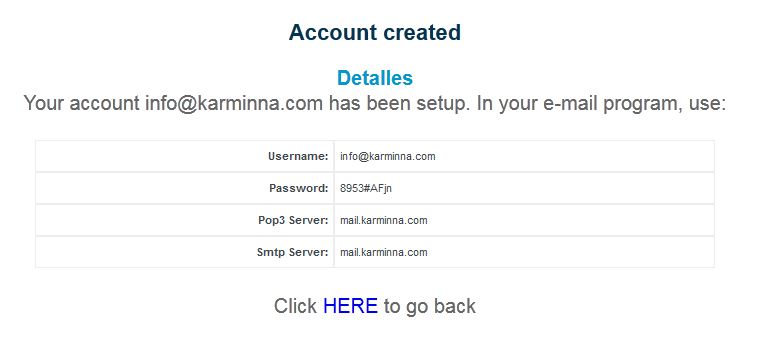 Account created
Detalles
Your account info@karminna.com has been setup. In your e-mail program, use:
Username: info@karminna.com
Password: 8953#AFjn
Pop3 Server: mail.karminna.com
Smtp Server: mail.karminna.com
Click HERE to go back